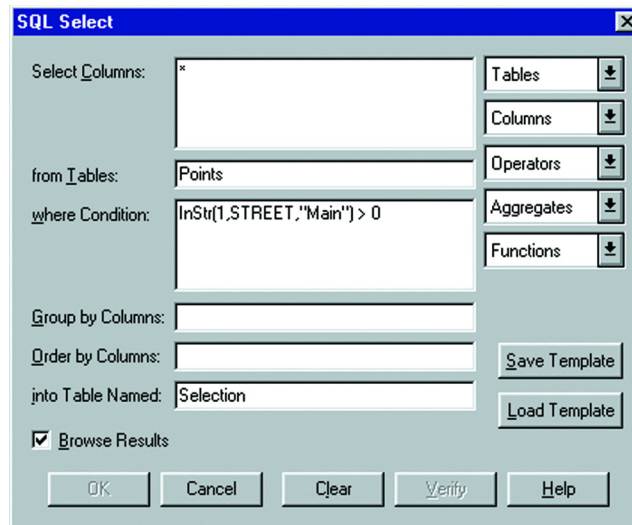 SQL Select
Select Columns:
*
Tables
Columns
from Tables:
Points
Operators
where Condition:
InStr(1,STREET,"Main") > 0
Aggregates
Functions
Group by Columns:
Order by Columns:
Save Template
into Table Named:
Selection
Load Template
Browse Results
OK
Cancel
Clear
Verify
Help